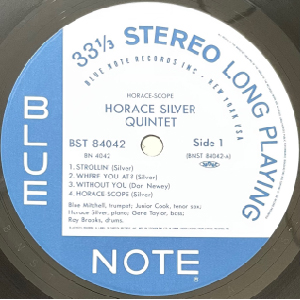 33⅓ STEREO LONG PLAYING
BLUE NOTE RECORDS INC · NEW YORK USA
HORACE-SCOPE
HORACE SILVER
QUINTET
BST 84042
Side 1
BN 4042
(BNST 84042-A)
1. STROLLIN' (Silver)
2. WHERE YOU AT? (Silver)
3. WITHOUT YOU (Don Newey)
4. HORACE-SCOPE (Silver)
Blue Mitchell, trumpet; Junior Cook, tenor sax;
Horace Silver, piano; Gene Taylor, bass;
Roy Brooks, drums.
BLUE
NOTE